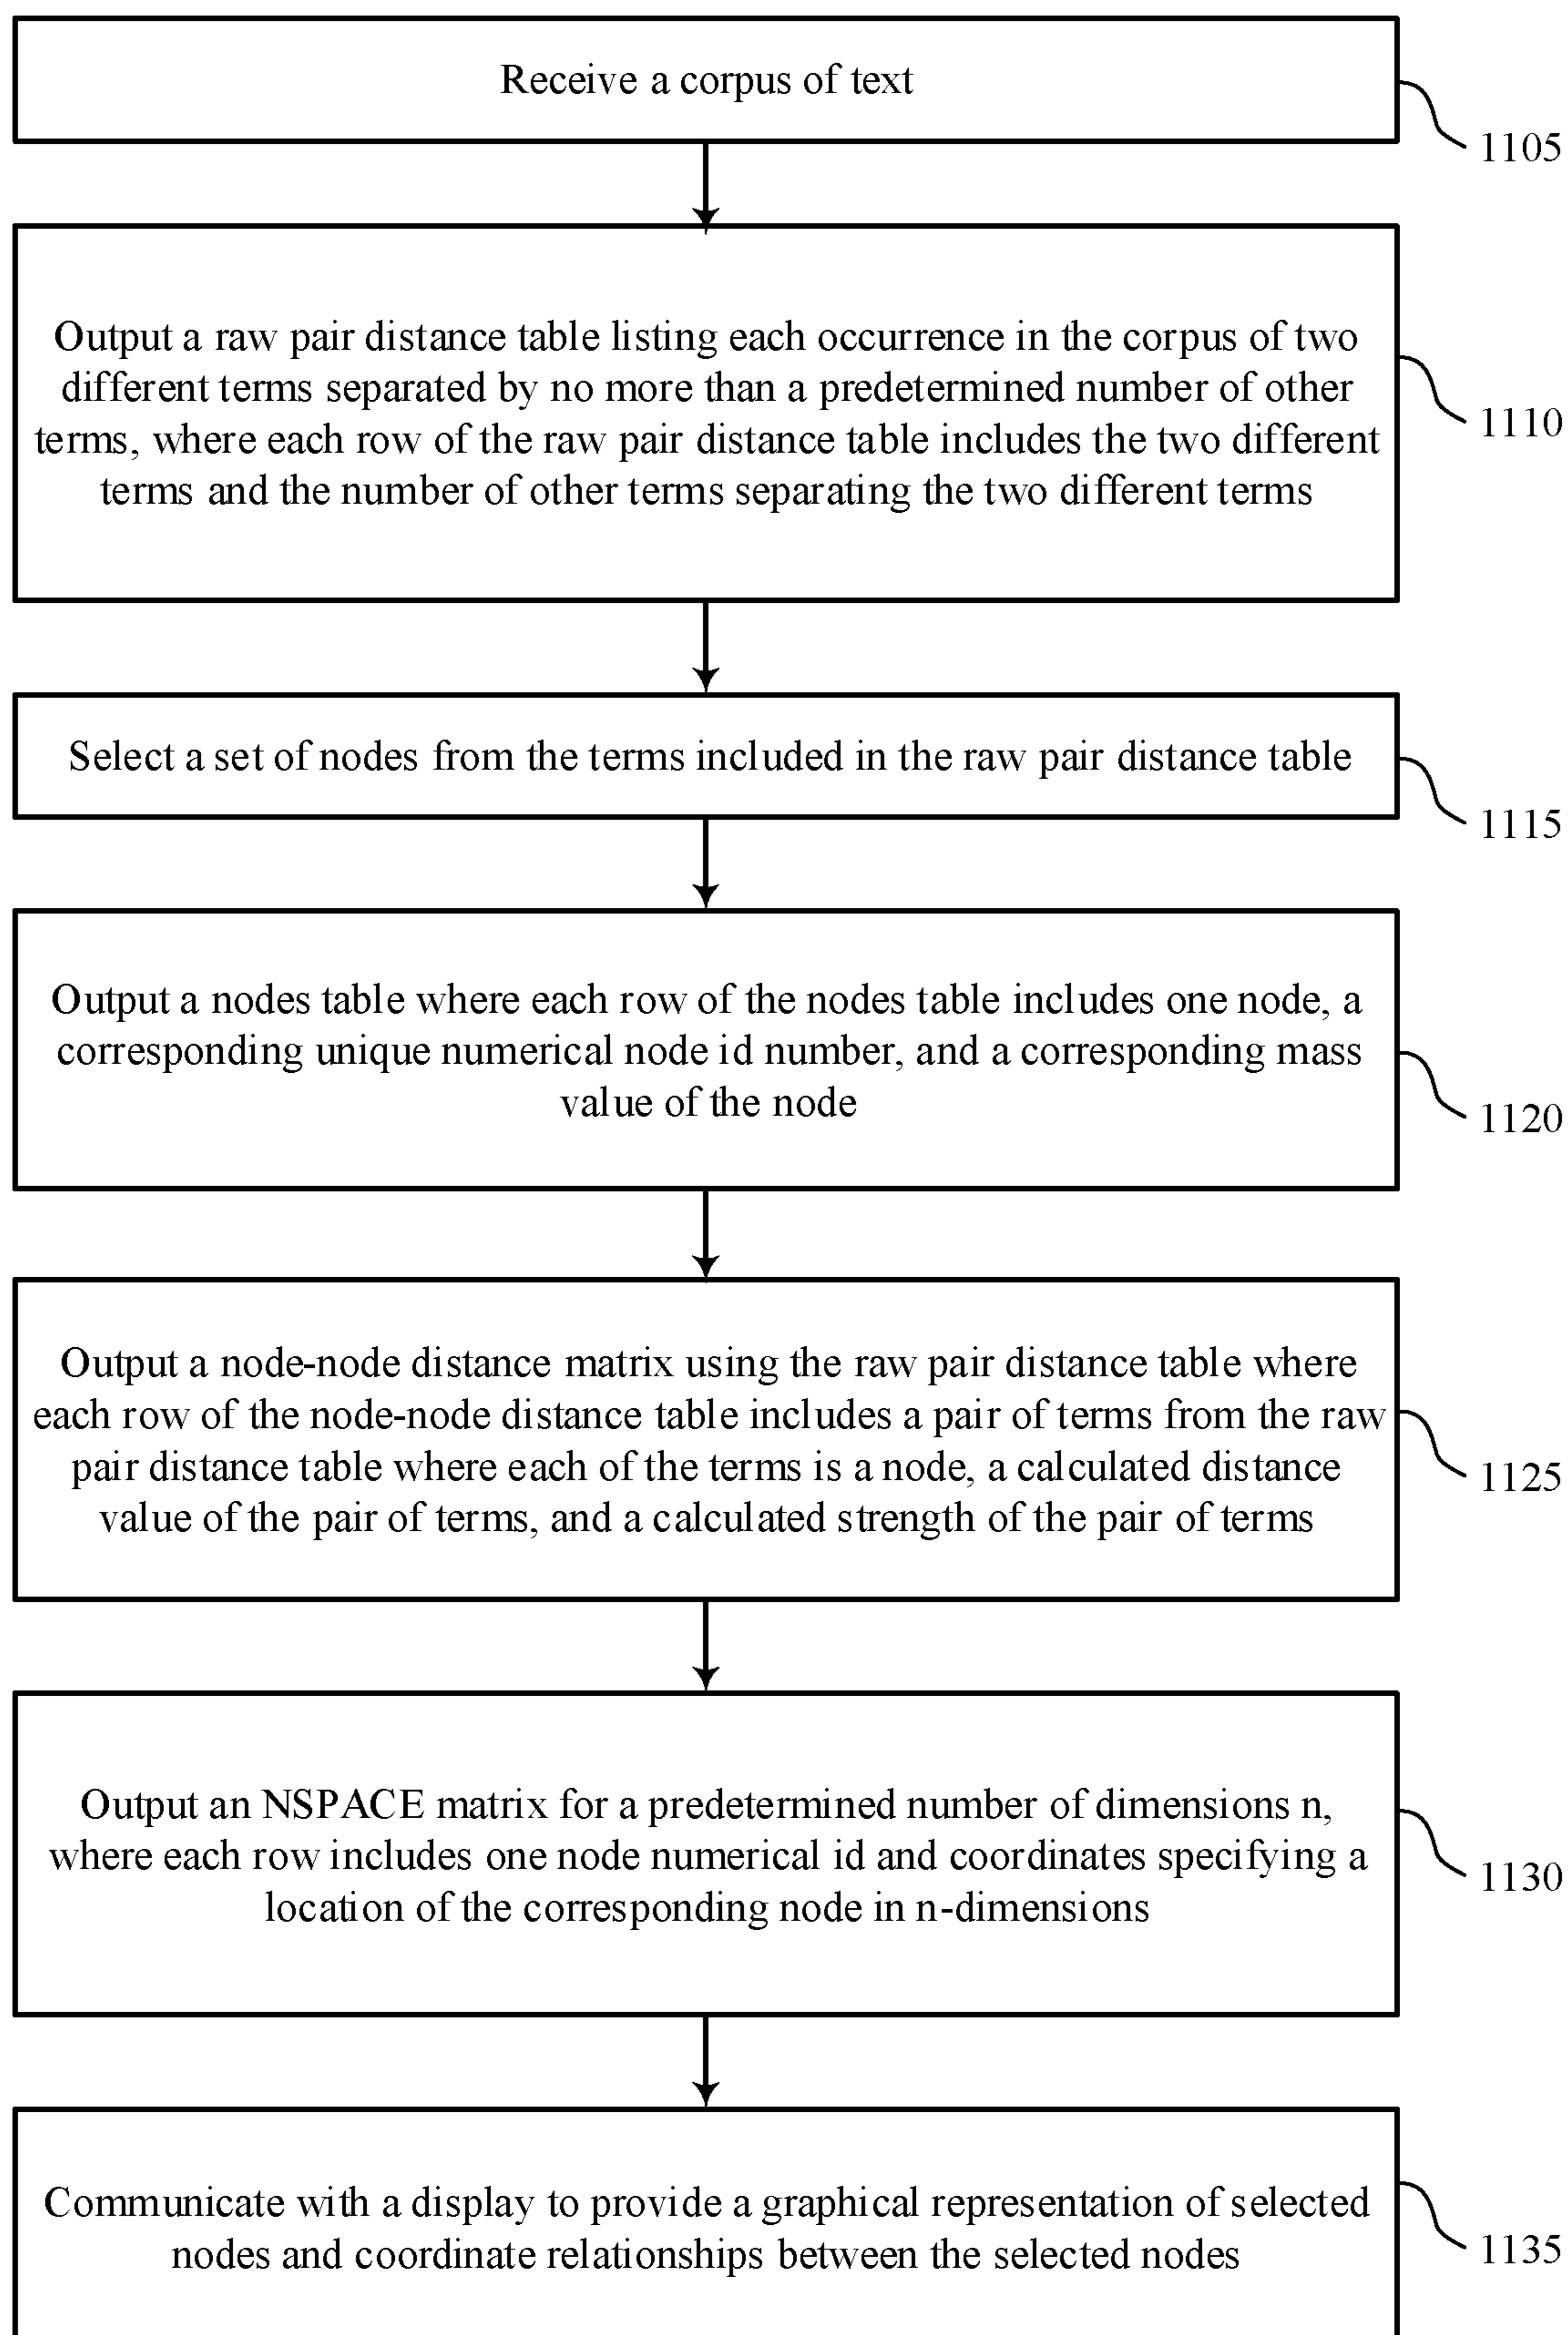 Receive a corpus of text
1105
Output a raw pair distance table listing each occurrence in the corpus of two
different terms separated by no more than a predetermined number of other
terms, where each row of the raw pair distance table includes the two different
terms and the number of other terms separating the two different terms
1110
Select a set of nodes from the terms included in the raw pair distance table
1115
Output a nodes table where each row of the nodes table includes one node, a
corresponding unique numerical node id number, and a corresponding mass
value of the node
1120
Output a node-node distance matrix using the raw pair distance table where
each row of the node-node distance table includes a pair of terms from the raw
pair distance table where each of the terms is a node, a calculated distance
value of the pair of terms, and a calculated strength of the pair of terms
1125
Output an NSPACE matrix for a predetermined number of dimensions n,
where each row includes one node numerical id and coordinates specifying a
location of the corresponding node in n-dimensions
1130
Communicate with a display to provide a graphical representation of selected
nodes and coordinate relationships between the selected nodes
1135